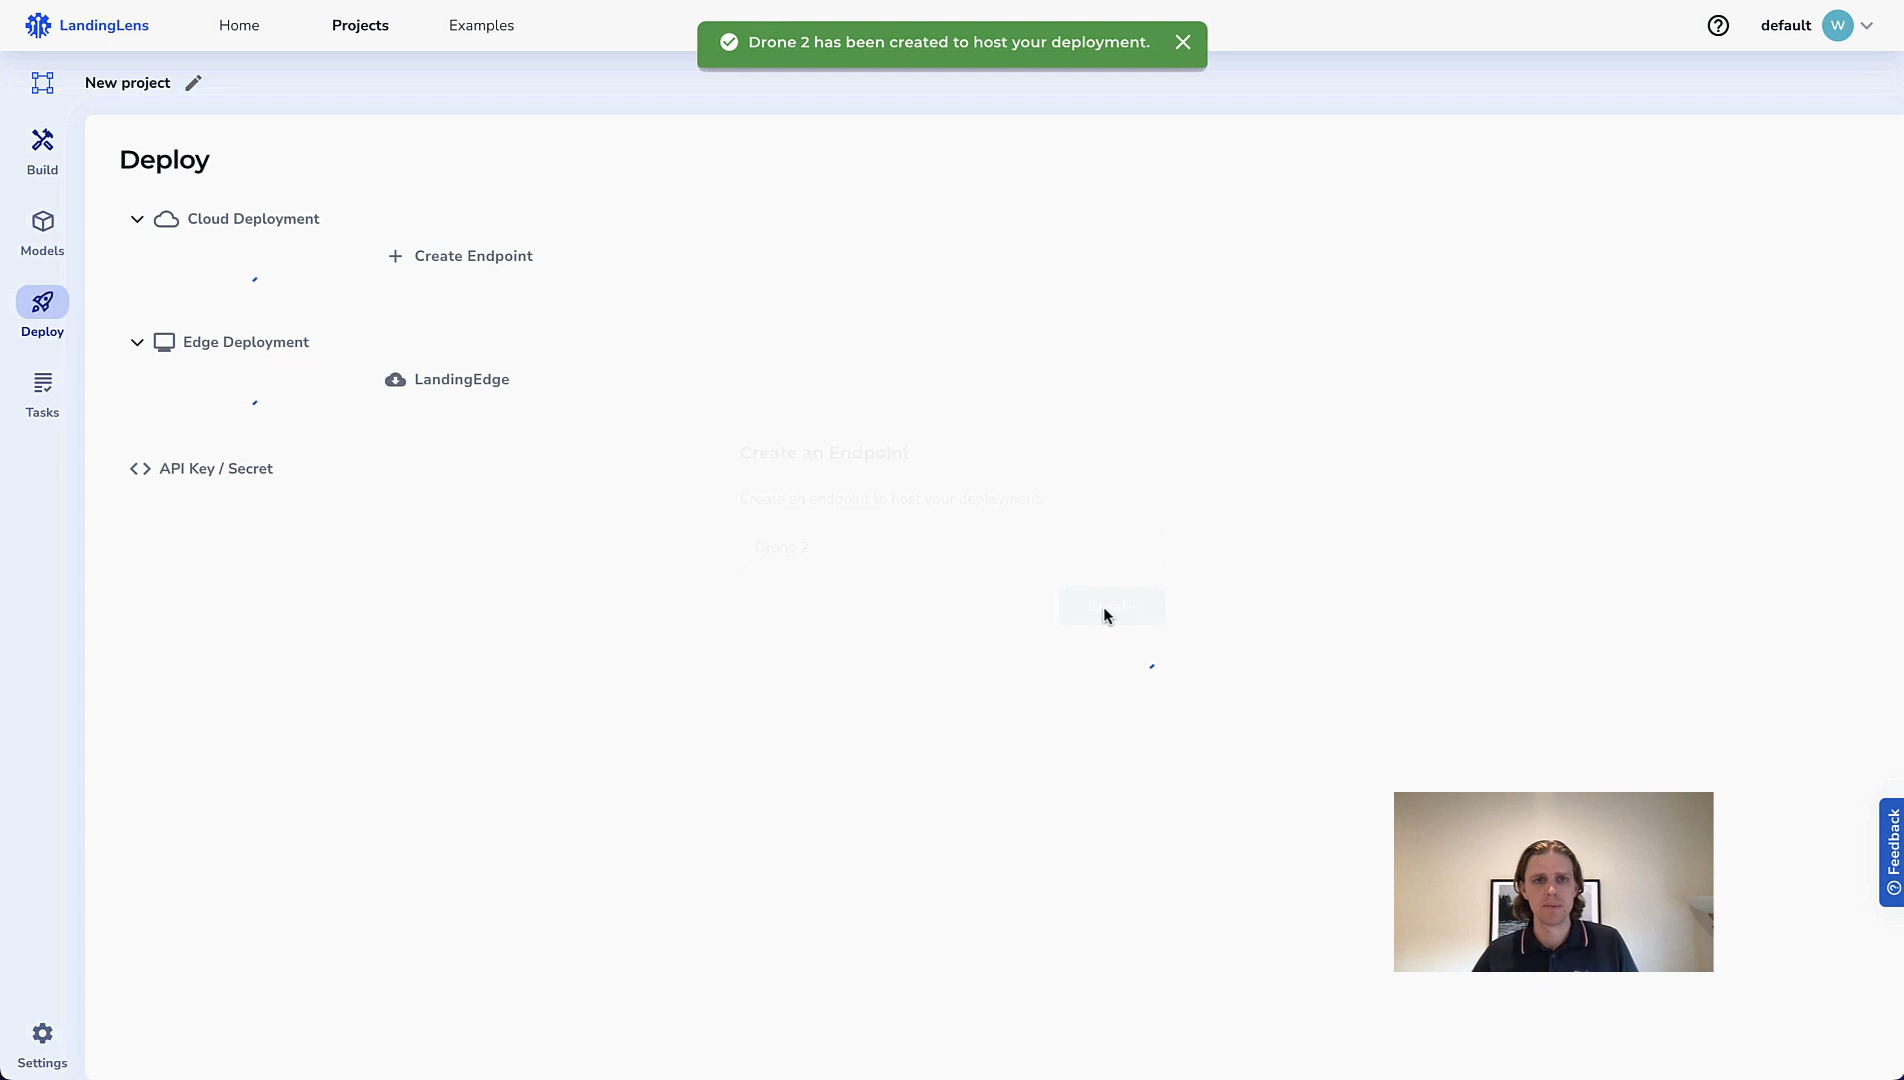 LandingLens
Home
Projects
Examples
Drone 2 has been created to host your deployment.
default
W
New project
Build
Models
Deploy
Tasks
Settings
Deploy
Cloud Deployment
Create Endpoint
Edge Deployment
LandingEdge
API Key / Secret
Create an Endpoint
Create an endpoint to host your deployment.
Drone 2
Feedback